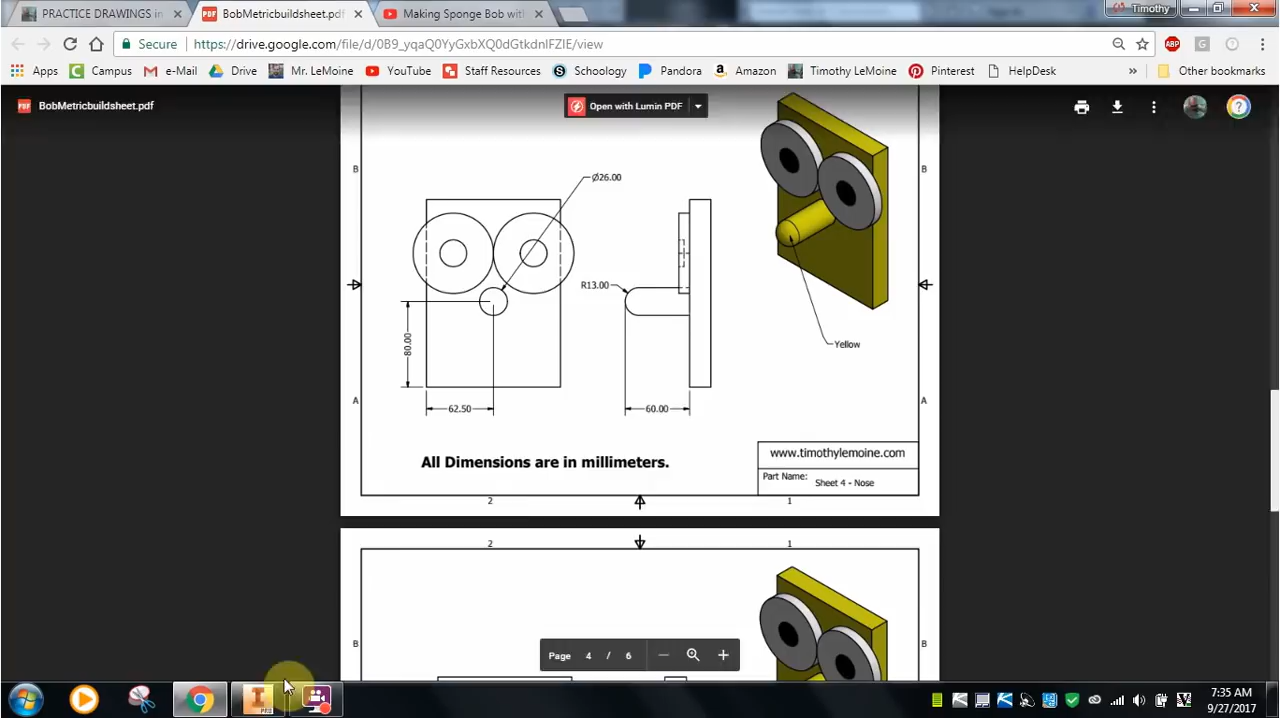 PRACTICE DRAWINGS in
BobMetricbuildsheet.pdf
Making Sponge Bob with
Timothy
Secure
https://drive.google.com/file/d/0B9_yqaQ0YyGxbXQ0dGtkdnlFZlE/view
ABP
G
Apps
Campus
e-Mail
Drive
Mr. LeMoine
YouTube
Staff Resources
Schoology
Pandora
Amazon
Timothy LeMoine
Pinterest
HelpDesk
»
Other bookmarks
PDF BobMetricbuildsheet.pdf
Open with Lumin PDF
B
B
Ø26.00
R13.00
80.00
Yellow
62.50
60.00
A
A
All Dimensions are in millimeters.
www.timothylemoine.com
Part Name:
Sheet 4 - Nose
2
1
2
1
B
B
Page 4 / 6
PRO
7:35 AM
9/27/2017